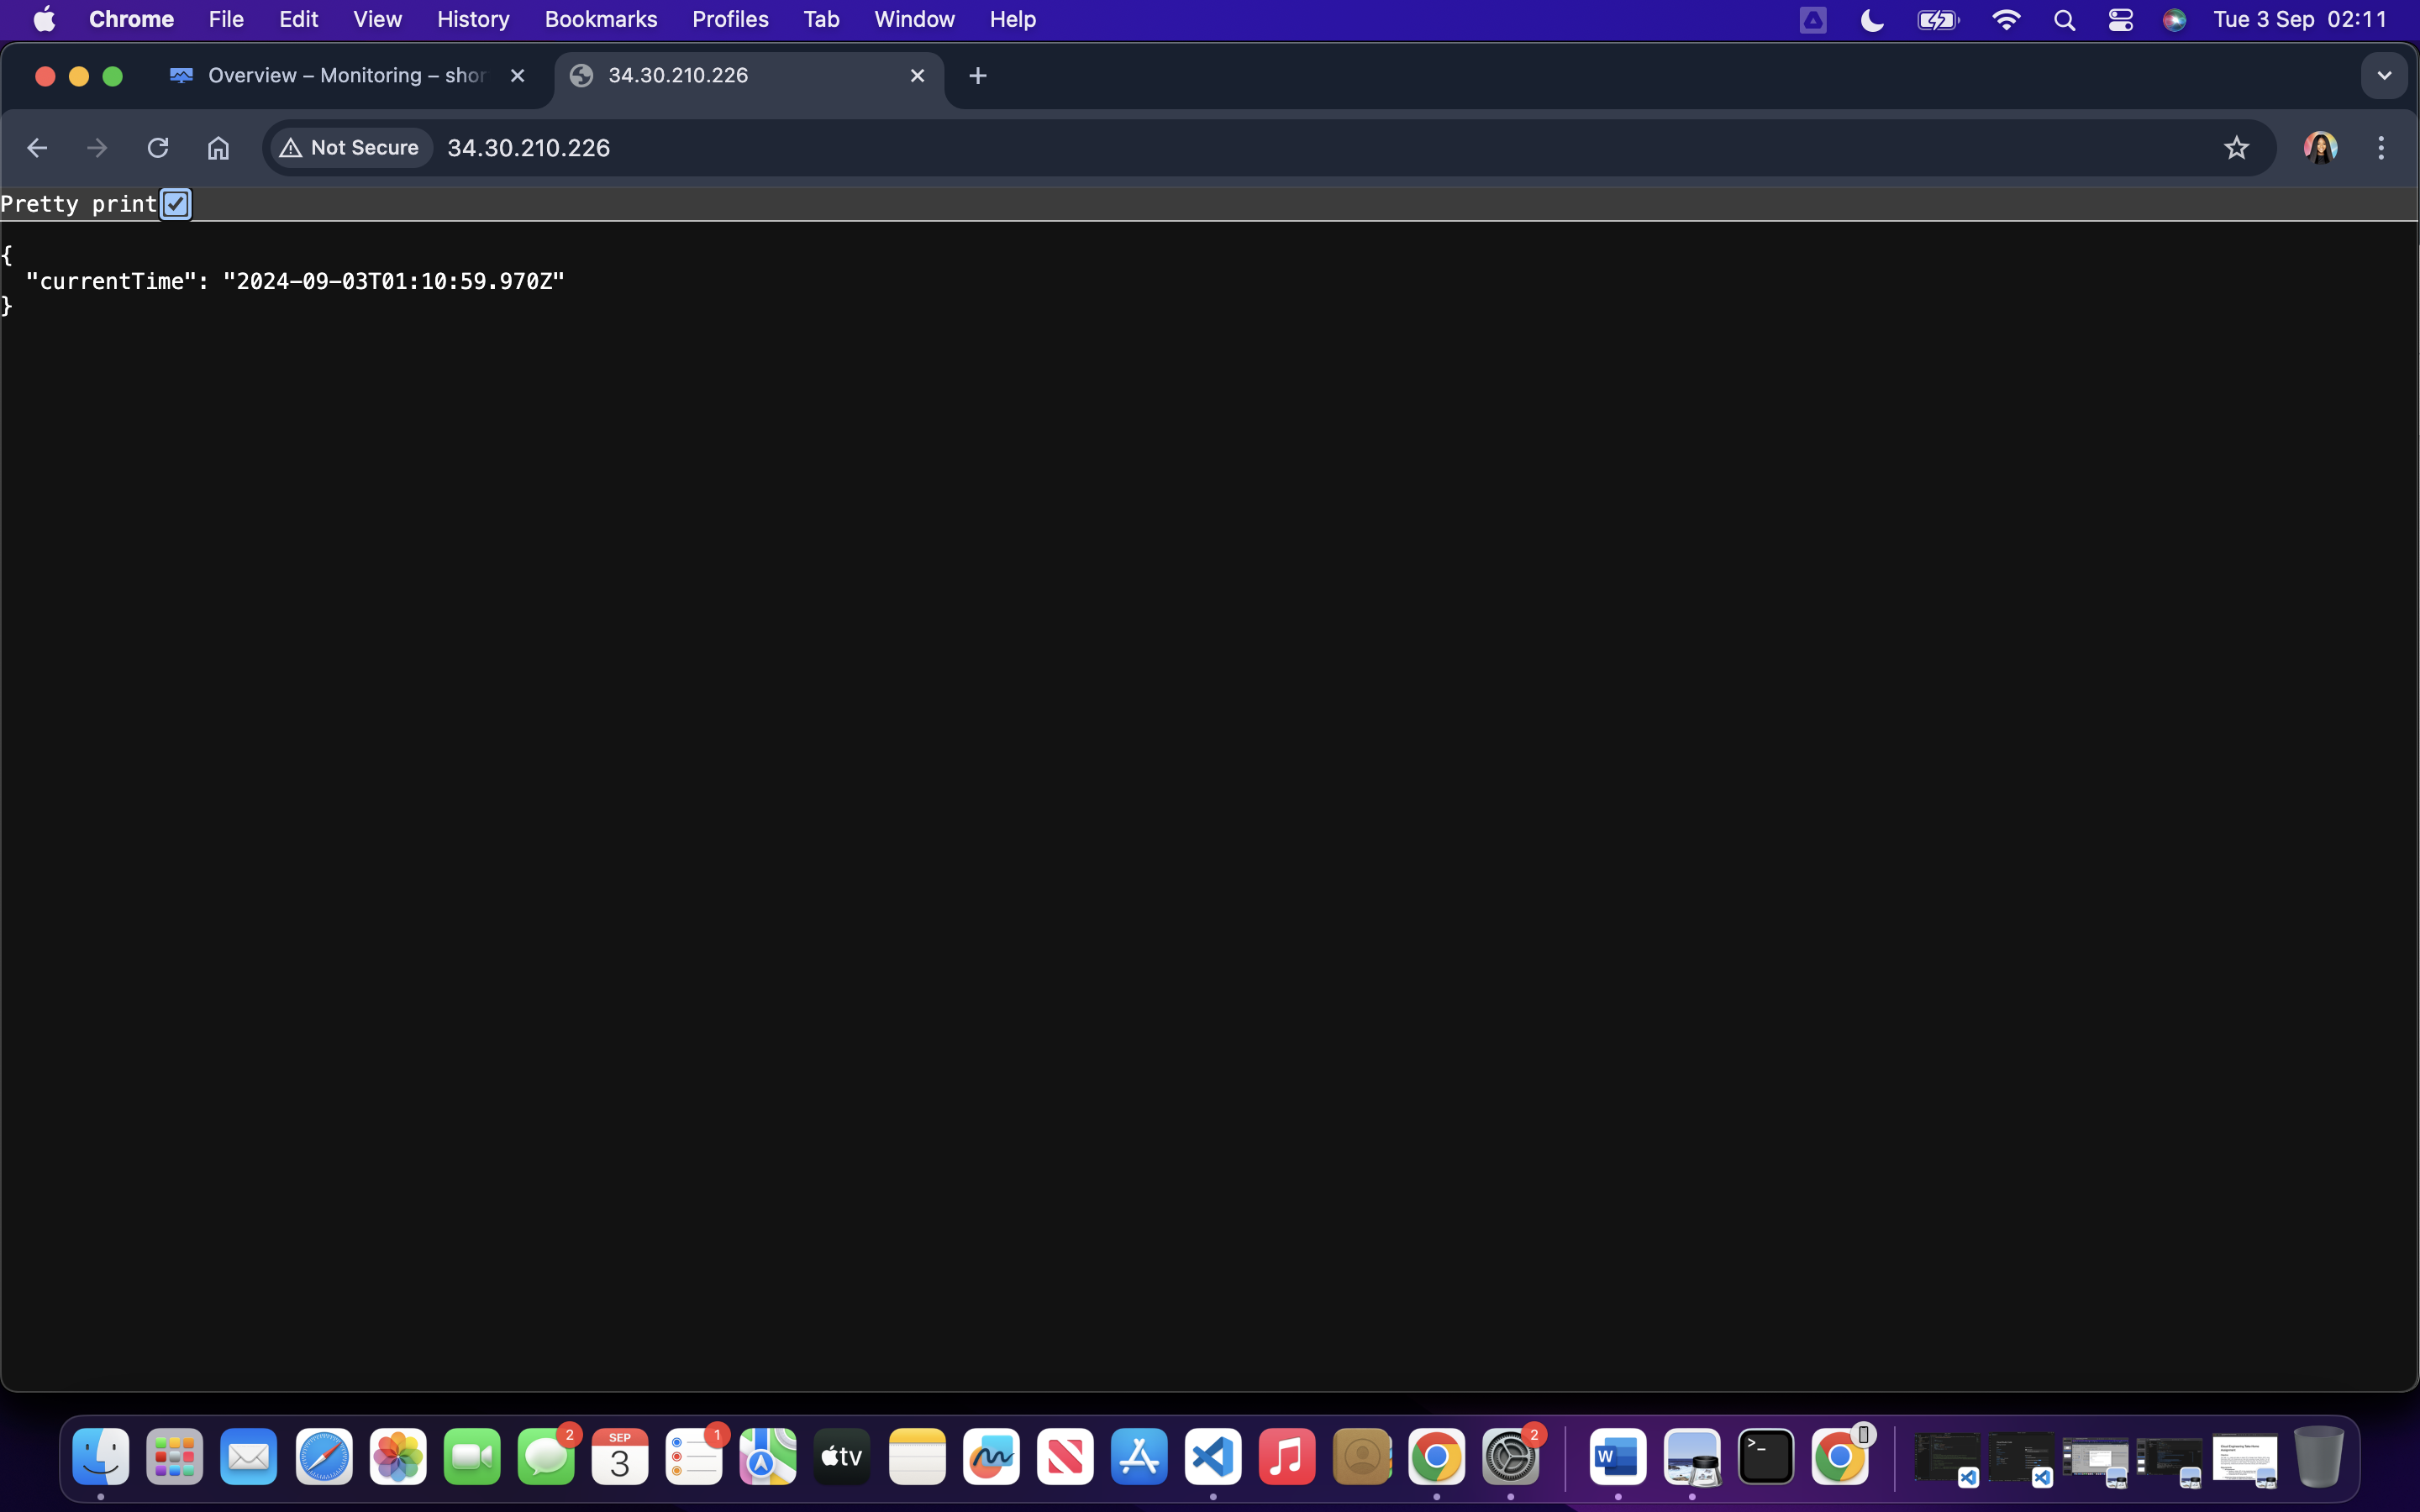 Chrome File Edit View History Bookmarks Profiles Tab Window Help Tue 3 Sep 02:11
Overview – Monitoring – shor 34.30.210.226
Not Secure 34.30.210.226
Pretty print
{
"currentTime": "2024-09-03T01:10:59.970Z"
}
2
SEP
3
1
tv
2
W
>_